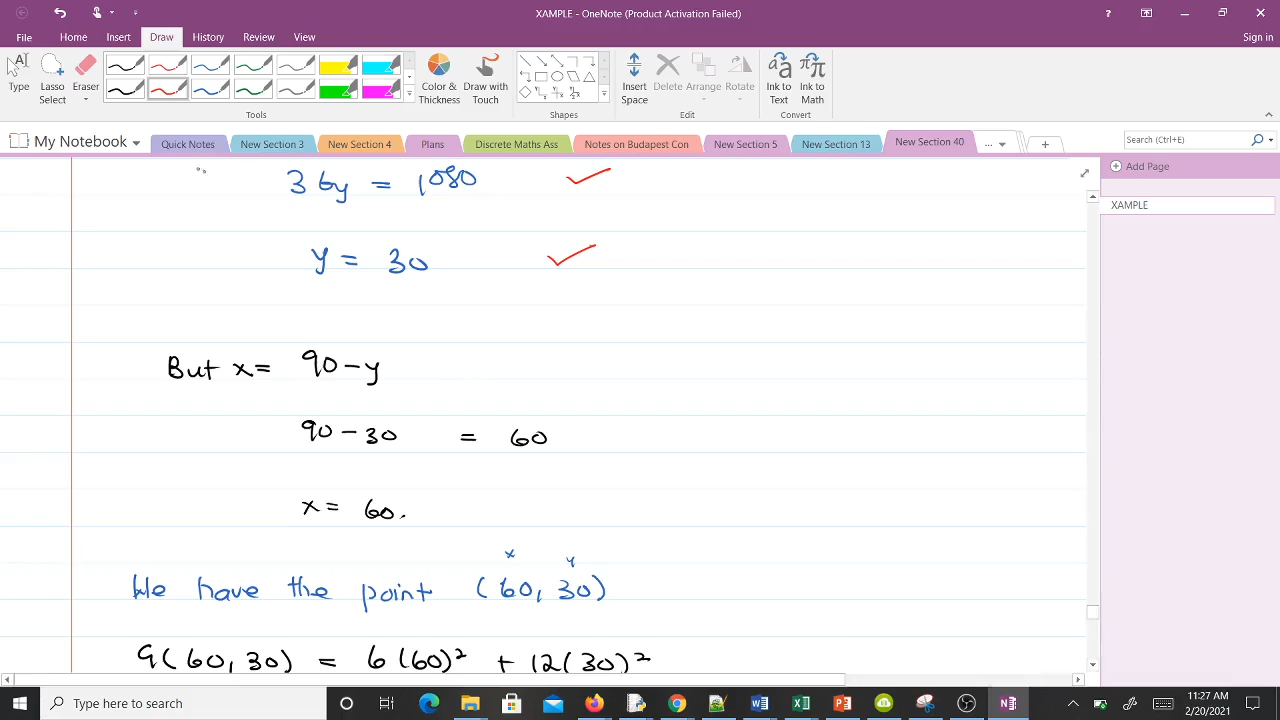 XAMPLE - OneNote (Product Activation Failed)
File Home Insert Draw History Review View Sign in
Type Lasso Select Eraser Color & Thickness Draw with Touch Insert Space Delete Arrange Rotate Ink to Text Ink to Math
Tools Shapes Edit Convert
My Notebook Quick Notes New Section 3 New Section 4 Plans Discrete Maths Ass Notes on Budapest Con New Section 5 New Section 13 New Section 40 ... Search (Ctrl+E)
Add Page
XAMPLE
36y = 1080
y = 30
But x = 90 - y
90 - 30 = 60
x = 60.
x y
We have the point (60, 30)
9(60, 30) = 6(60)² + 12(30)²
Type here to search
11:27 AM
2/20/2021